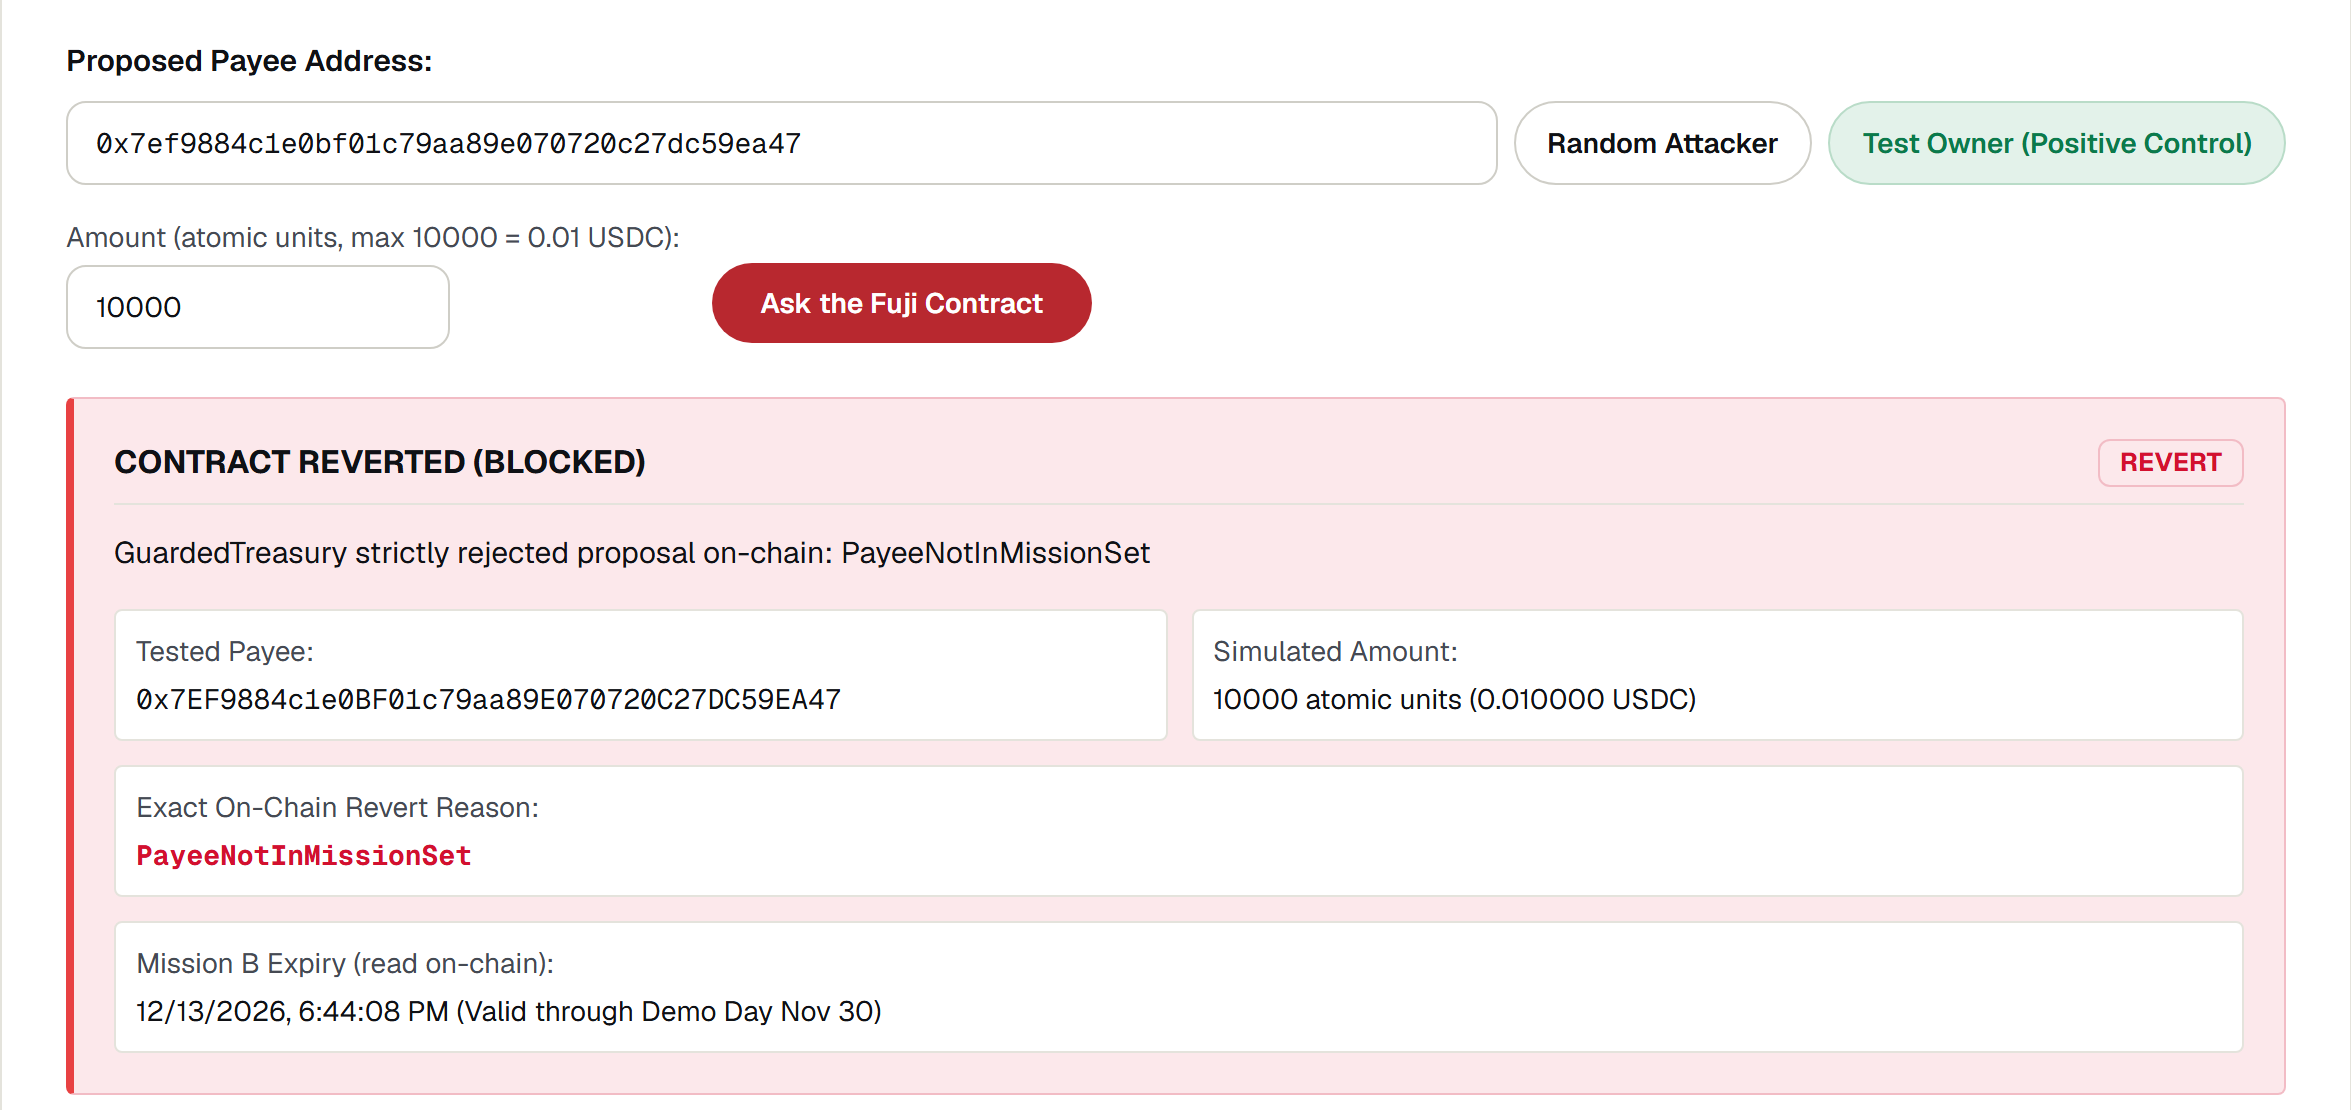 Proposed Payee Address:
0x7ef9884c1e0bf01c79aa89e070720c27dc59ea47
Random Attacker
Test Owner (Positive Control)
Amount (atomic units, max 10000 = 0.01 USDC):
10000
Ask the Fuji Contract
CONTRACT REVERTED (BLOCKED)
REVERT
GuardedTreasury strictly rejected proposal on-chain: PayeeNotInMissionSet
Tested Payee:
0x7EF9884c1e0BF01c79aa89E070720C27DC59EA47
Simulated Amount:
10000 atomic units (0.010000 USDC)
Exact On-Chain Revert Reason:
PayeeNotInMissionSet
Mission B Expiry (read on-chain):
12/13/2026, 6:44:08 PM (Valid through Demo Day Nov 30)